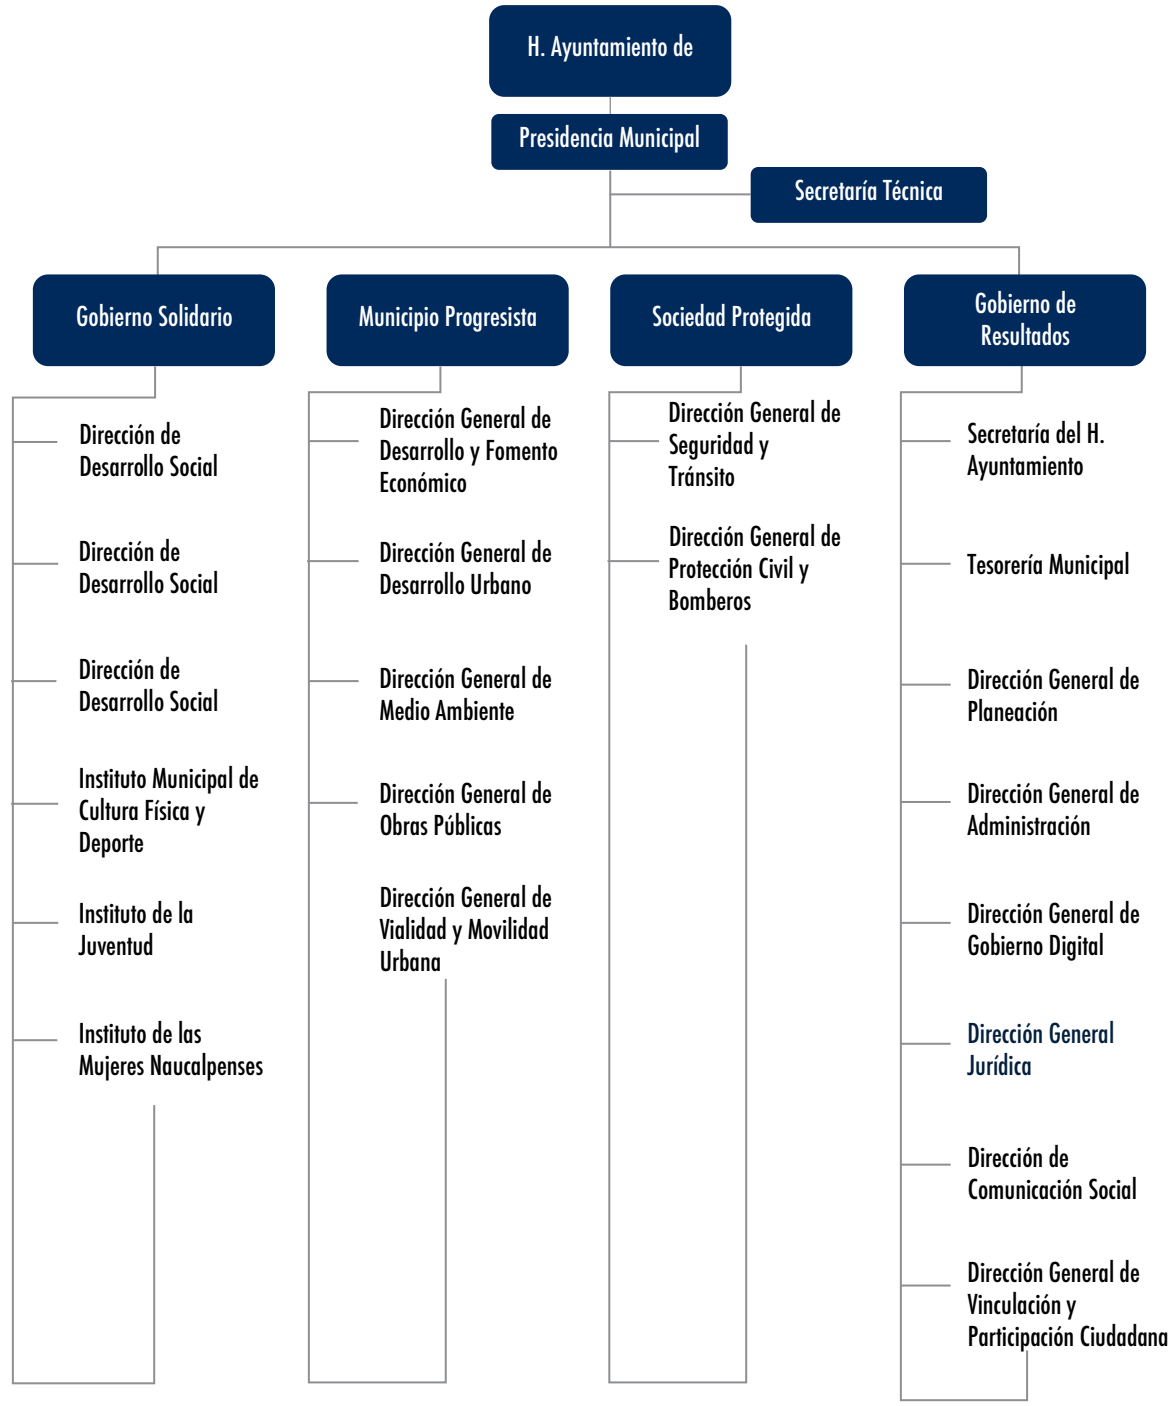 H. Ayuntamiento de
Presidencia Municipal
Secretaría Técnica
Gobierno Solidario
Dirección de
Desarrollo Social
Dirección de
Desarrollo Social
Dirección de
Desarrollo Social
Instituto Municipal de
Cultura Física y
Deporte
Instituto de la
Juventud
Instituto de las
Mujeres Naucalpenses
Municipio Progresista
Dirección General de
Desarrollo y Fomento
Económico
Dirección General de
Desarrollo Urbano
Dirección General de
Medio Ambiente
Dirección General de
Obras Públicas
Dirección General de
Vialidad y Movilidad
Urbana
Sociedad Protegida
Dirección General de
Seguridad y
Tránsito
Dirección General de
Protección Civil y
Bomberos
Gobierno de
Resultados
Secretaría del H.
Ayuntamiento
Tesorería Municipal
Dirección General de
Planeación
Dirección General de
Administración
Dirección General de
Gobierno Digital
Dirección General
Jurídica
Dirección de
Comunicación Social
Dirección General de
Vinculación y
Participación Ciudadana